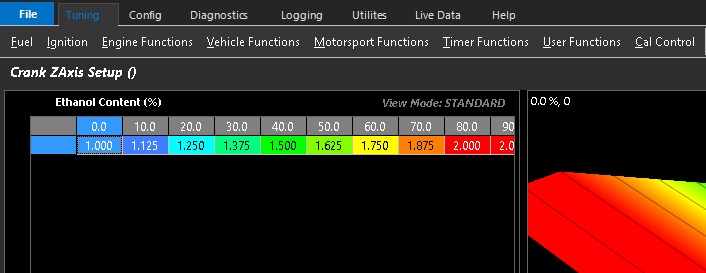 File Tuning Config Diagnostics Logging Utilites Live Data Help
Fuel Ignition Engine Functions Vehicle Functions Motorsport Functions Timer Functions User Functions Cal Control
Crank ZAxis Setup ()
Ethanol Content (%) View Mode: STANDARD 0.0 %, 0
0.0 10.0 20.0 30.0 40.0 50.0 60.0 70.0 80.0 90
1.000 1.125 1.250 1.375 1.500 1.625 1.750 1.875 2.000 2.0